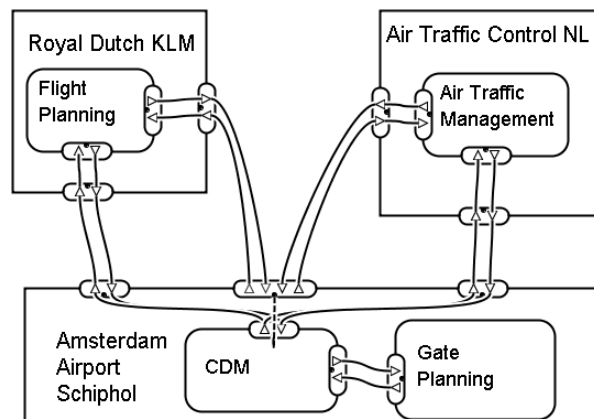 Royal Dutch KLM
Flight
Planning
Air Traffic Control NL
Air Traffic
Management
Amsterdam
Airport
Schiphol
CDM
Gate
Planning